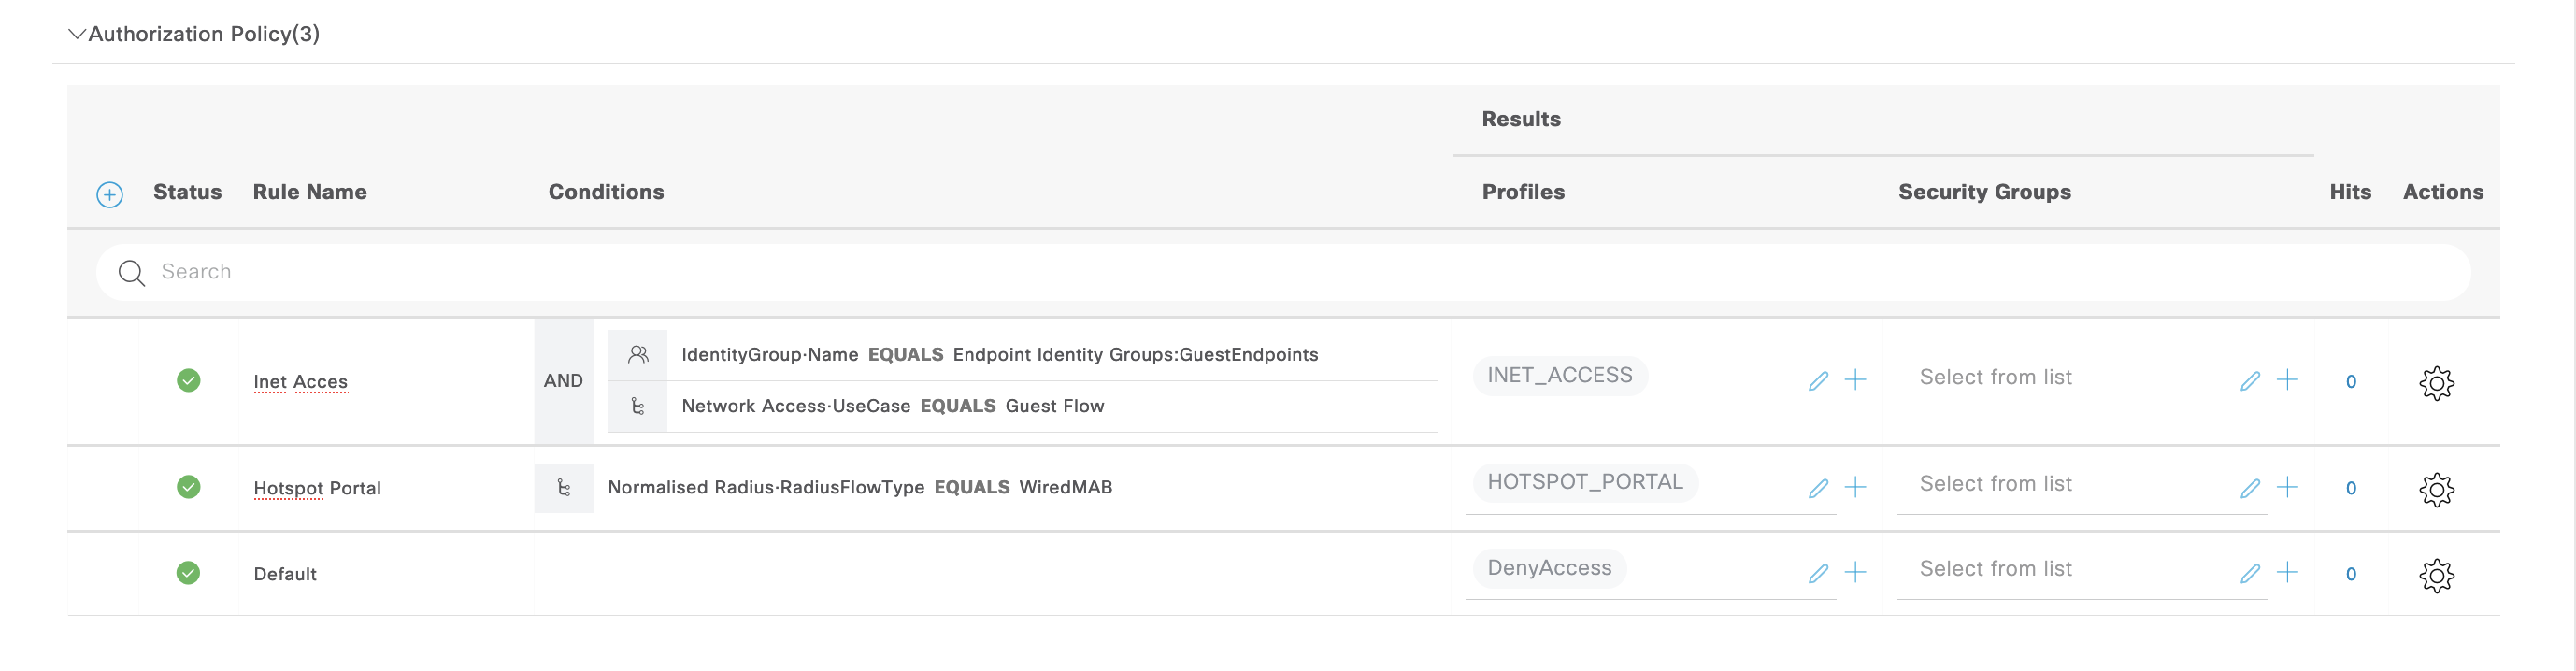 Authorization Policy(3)
Results
Status Rule Name Conditions Profiles Security Groups Hits Actions
Search
Inet Acces AND IdentityGroup·Name EQUALS Endpoint Identity Groups:GuestEndpoints INET_ACCESS Select from list 0
Network Access·UseCase EQUALS Guest Flow
Hotspot Portal Normalised Radius·RadiusFlowType EQUALS WiredMAB HOTSPOT_PORTAL Select from list 0
Default DenyAccess Select from list 0